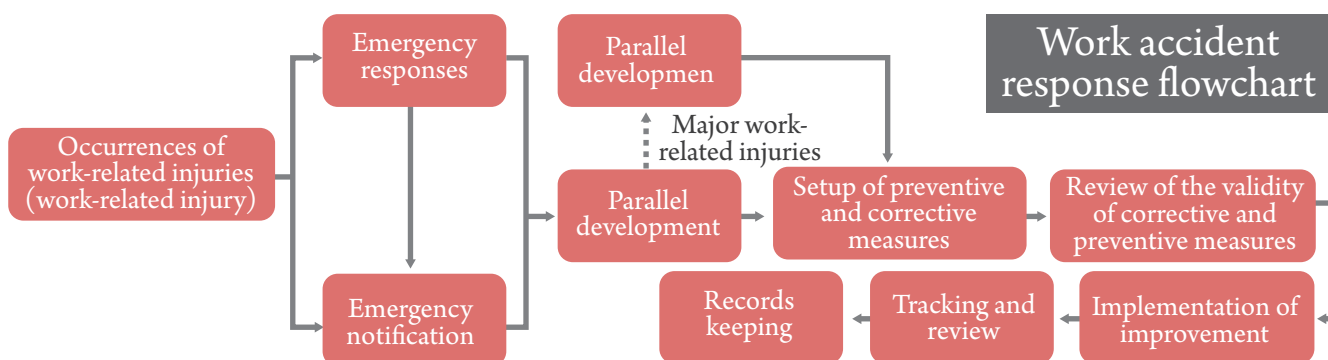 Work accident
response flowchart
Occurrences of
work-related injuries
(work-related injury)
Emergency
responses
Emergency
notification
Parallel
developmen
Major work-
related injuries
Parallel
development
Setup of preventive
and corrective
measures
Review of the validity
of corrective and
preventive measures
Implementation of
improvement
Tracking and
review
Records
keeping